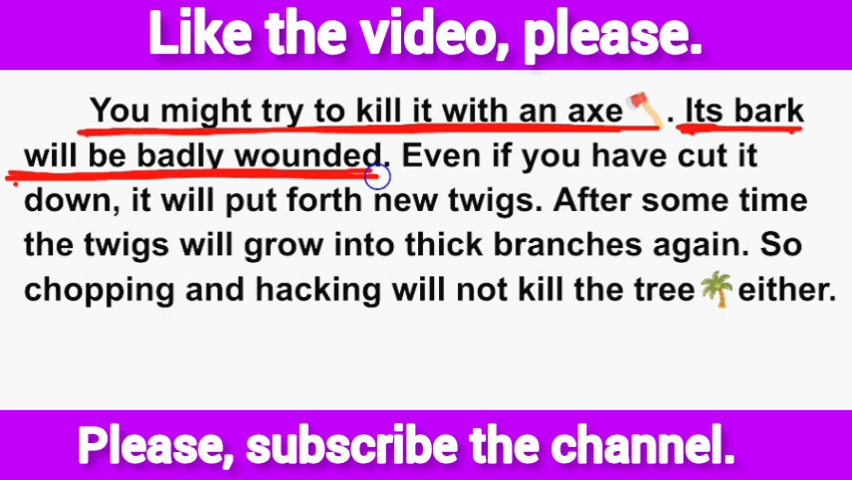 Like the video, please.
You might try to kill it with an axe🪓. Its bark
will be badly wounded. Even if you have cut it
down, it will put forth new twigs. After some time
the twigs will grow into thick branches again. So
chopping and hacking will not kill the tree🌴either.
Please, subscribe the channel.